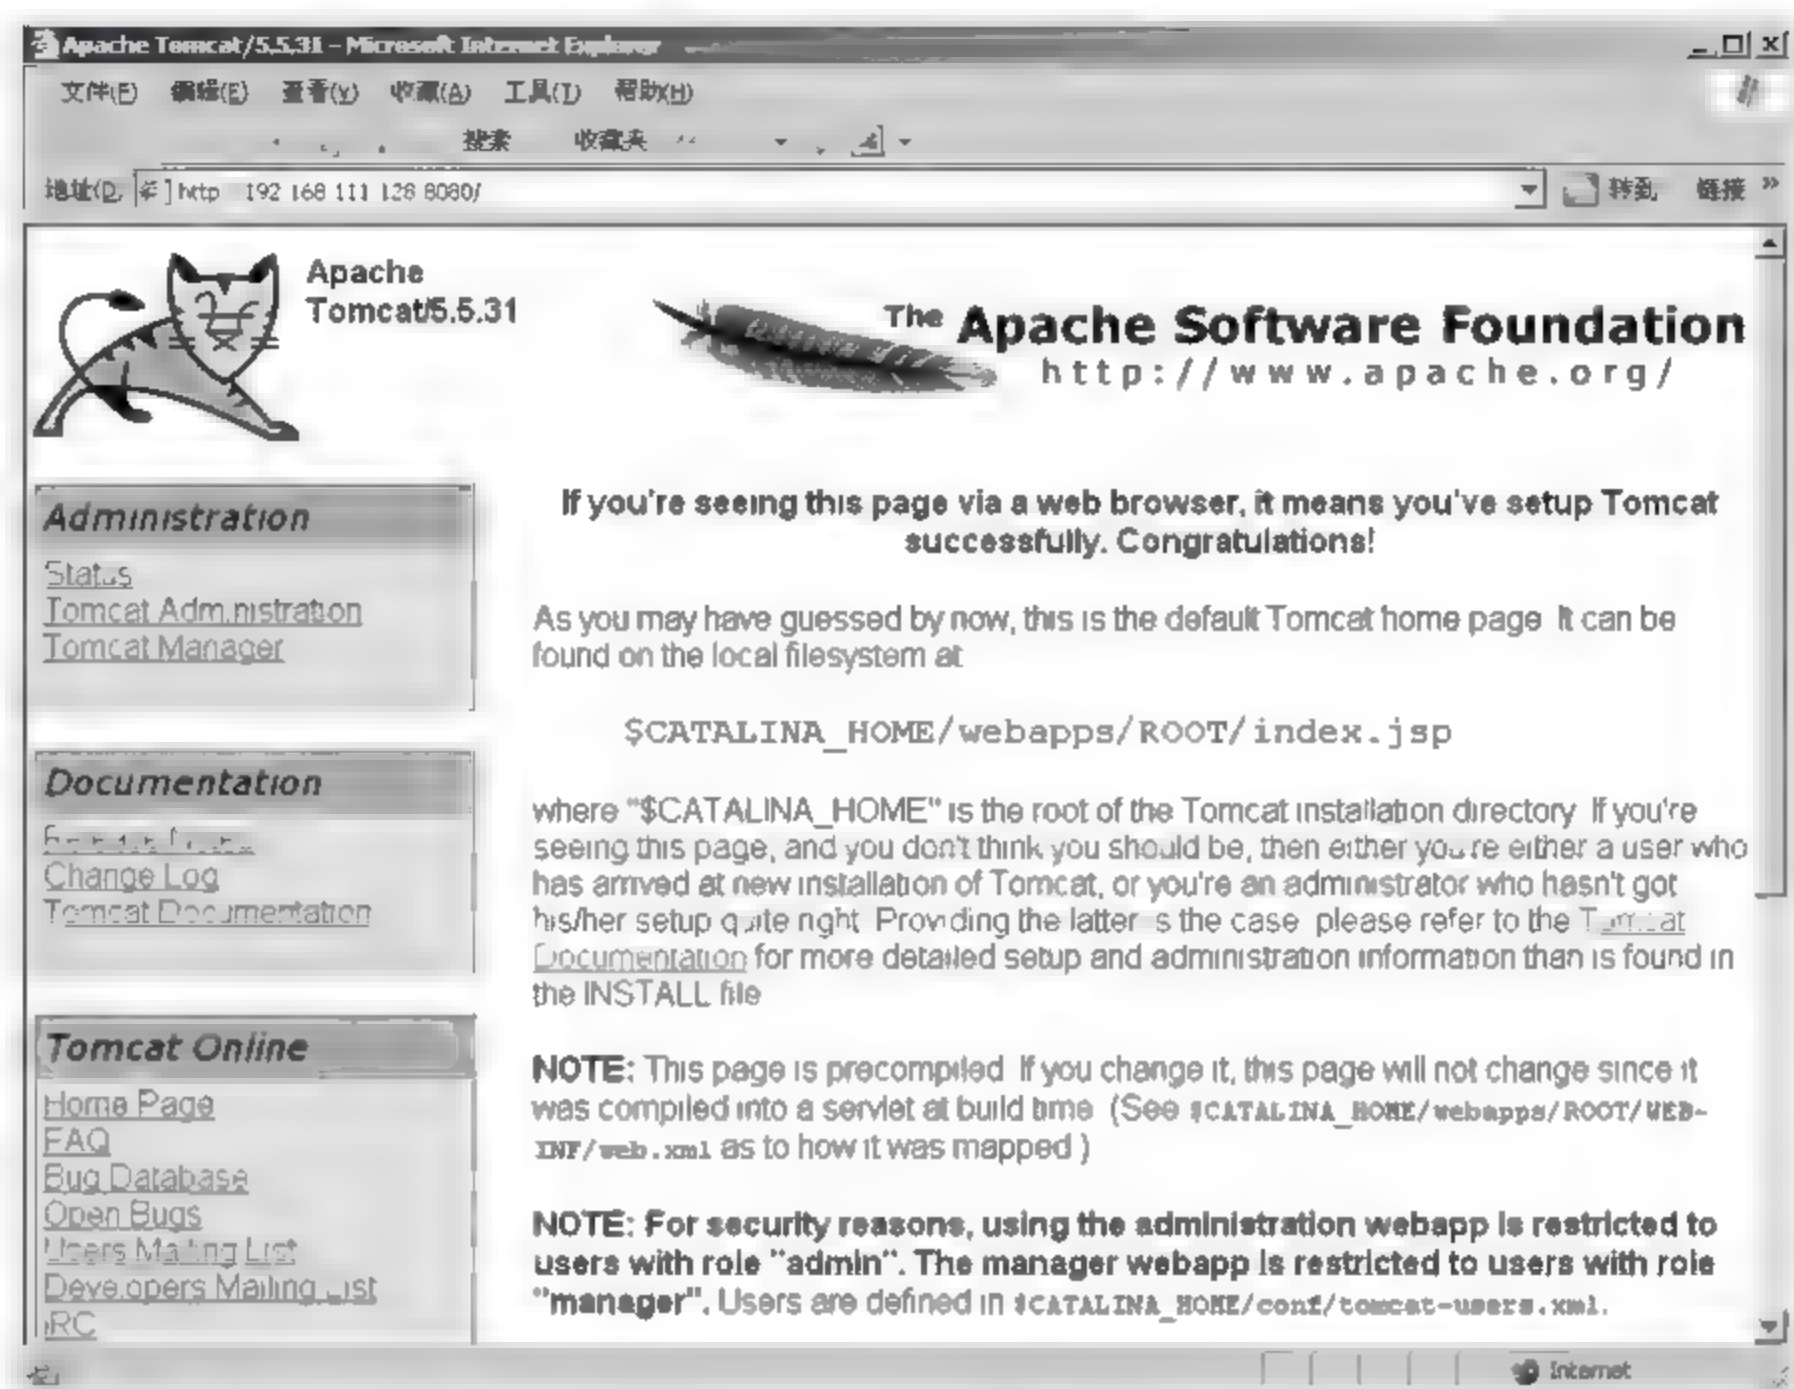 Apache Tomcat/5.5.31 - Microsoft Internet Explorer
文件(F) 编辑(E) 查看(V) 收藏(A) 工具(T) 帮助(H)
搜索 收藏夹
地址(D http 192 168 111 128 8080/ 转到 链接 »
Apache
Tomcat/5.5.31
The Apache Software Foundation
http://www.apache.org/
Administration
Status
Tomcat Administration
Tomcat Manager
Documentation
Change Log
Tomcat Documentation
Tomcat Online
Home Page
FAQ
Bug Database
Open Bugs
Users Mailing List
Developers Mailing List
IRC
If you're seeing this page via a web browser, it means you've setup Tomcat
successfully. Congratulations!
As you may have guessed by now, this is the default Tomcat home page It can be
found on the local filesystem at
$CATALINA_HOME/webapps/ROOT/index.jsp
where "$CATALINA_HOME" is the root of the Tomcat installation directory If you're
seeing this page, and you don't think you should be, then either you're either a user who
has arrived at new installation of Tomcat, or you're an administrator who hasn't got
his/her setup quite right Providing the latter is the case please refer to the Tomcat
Documentation for more detailed setup and administration information than is found in
the INSTALL file
NOTE: This page is precompiled If you change it, this page will not change since it
was compiled into a servlet at build time (See $CATALINA_HOME/webapps/ROOT/WEB-
INF/web.xml as to how it was mapped )
NOTE: For security reasons, using the administration webapp is restricted to
users with role "admin". The manager webapp is restricted to users with role
"manager". Users are defined in $CATALINA_HOME/conf/tomcat-users.xml.
Internet